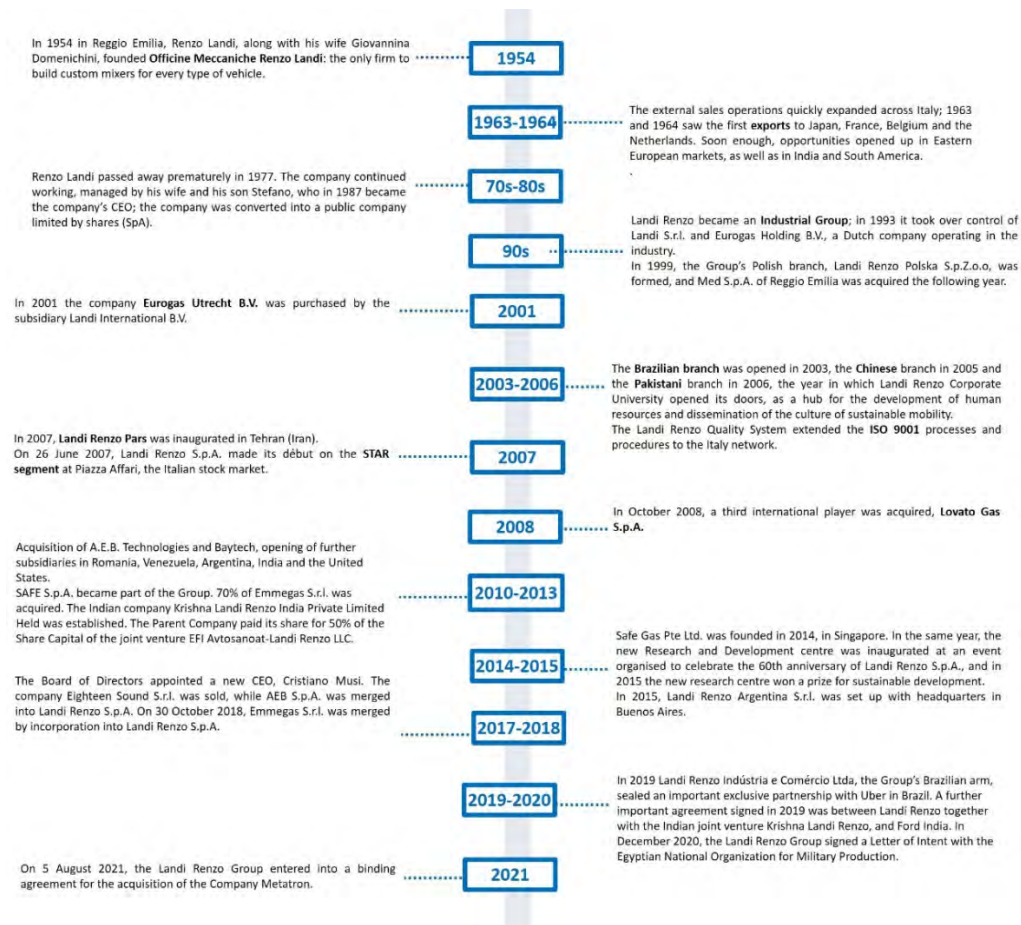 In 1954 in Reggio Emilia, Renzo Landi, along with his wife Giovannina
Domenichini, founded Officine Meccaniche Renzo Landi: the only firm to
build custom mixers for every type of vehicle.
1954
1963-1964
The external sales operations quickly expanded across Italy; 1963
and 1964 saw the first exports to Japan, France, Belgium and the
Netherlands. Soon enough, opportunities opened up in Eastern
European markets, as well as in India and South America.
.
Renzo Landi passed away prematurely in 1977. The company continued
working, managed by his wife and his son Stefano, who in 1987 became
the company's CEO; the company was converted into a public company
limited by shares (SpA).
70s-80s
90s
Landi Renzo became an Industrial Group; in 1993 it took over control of
Landi S.r.l. and Eurogas Holding B.V., a Dutch company operating in the
industry.
In 1999, the Group's Polish branch, Landi Renzo Polska S.p.Z.o.o, was
formed, and Med S.p.A. of Reggio Emilia was acquired the following year.
In 2001 the company Eurogas Utrecht B.V. was purchased by the
subsidiary Landi International B.V.
2001
2003-2006
The Brazilian branch was opened in 2003, the Chinese branch in 2005 and
the Pakistani branch in 2006, the year in which Landi Renzo Corporate
University opened its doors, as a hub for the development of human
resources and dissemination of the culture of sustainable mobility.
The Landi Renzo Quality System extended the ISO 9001 processes and
procedures to the Italy network.
In 2007, Landi Renzo Pars was inaugurated in Tehran (Iran).
On 26 June 2007, Landi Renzo S.p.A. made its début on the STAR
segment at Piazza Affari, the Italian stock market.
2007
2008
In October 2008, a third international player was acquired, Lovato Gas
S.p.A.
Acquisition of A.E.B. Technologies and Baytech, opening of further
subsidiaries in Romania, Venezuela, Argentina, India and the United
States.
SAFE S.p.A. became part of the Group. 70% of Emmegas S.r.l. was
acquired. The Indian company Krishna Landi Renzo India Private Limited
Held was established. The Parent Company paid its share for 50% of the
Share Capital of the joint venture EFI Avtosanoat-Landi Renzo LLC.
2010-2013
2014-2015
Safe Gas Pte Ltd. was founded in 2014, in Singapore. In the same year, the
new Research and Development centre was inaugurated at an event
organised to celebrate the 60th anniversary of Landi Renzo S.p.A., and in
2015 the new research centre won a prize for sustainable development.
In 2015, Landi Renzo Argentina S.r.l. was set up with headquarters in
Buenos Aires.
The Board of Directors appointed a new CEO, Cristiano Musi. The
company Eighteen Sound S.r.l. was sold, while AEB S.p.A. was merged
into Landi Renzo S.p.A. On 30 October 2018, Emmegas S.r.l. was merged
by incorporation into Landi Renzo S.p.A.
2017-2018
2019-2020
In 2019 Landi Renzo Indústria e Comércio Ltda, the Group's Brazilian arm,
sealed an important exclusive partnership with Uber in Brazil. A further
important agreement signed in 2019 was between Landi Renzo together
with the Indian joint venture Krishna Landi Renzo, and Ford India. In
December 2020, the Landi Renzo Group signed a Letter of Intent with the
Egyptian National Organization for Military Production.
On 5 August 2021, the Landi Renzo Group entered into a binding
agreement for the acquisition of the Company Metatron.
2021